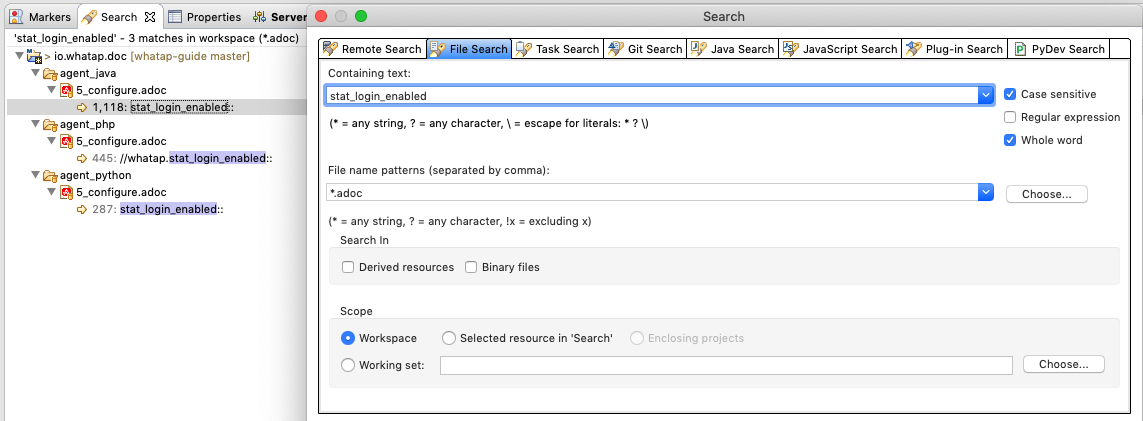 Markers
Search
Properties
Server
'stat_login_enabled' - 3 matches in workspace (*.adoc)
> io.whatap.doc [whatap-guide master]
agent_java
5_configure.adoc
1,118: stat_login_enabled::
agent_php
5_configure.adoc
445: //whatap.stat_login_enabled::
agent_python
5_configure.adoc
287: stat_login_enabled::
Search
Remote Search
File Search
Task Search
Git Search
Java Search
JavaScript Search
Plug-in Search
PyDev Search
Containing text:
stat_login_enabled
Case sensitive
(* = any string, ? = any character, \ = escape for literals: * ? \)
Regular expression
Whole word
File name patterns (separated by comma):
*.adoc
Choose...
(* = any string, ? = any character, !x = excluding x)
Search In
Derived resources
Binary files
Scope
Workspace
Selected resource in 'Search'
Enclosing projects
Working set:
Choose...